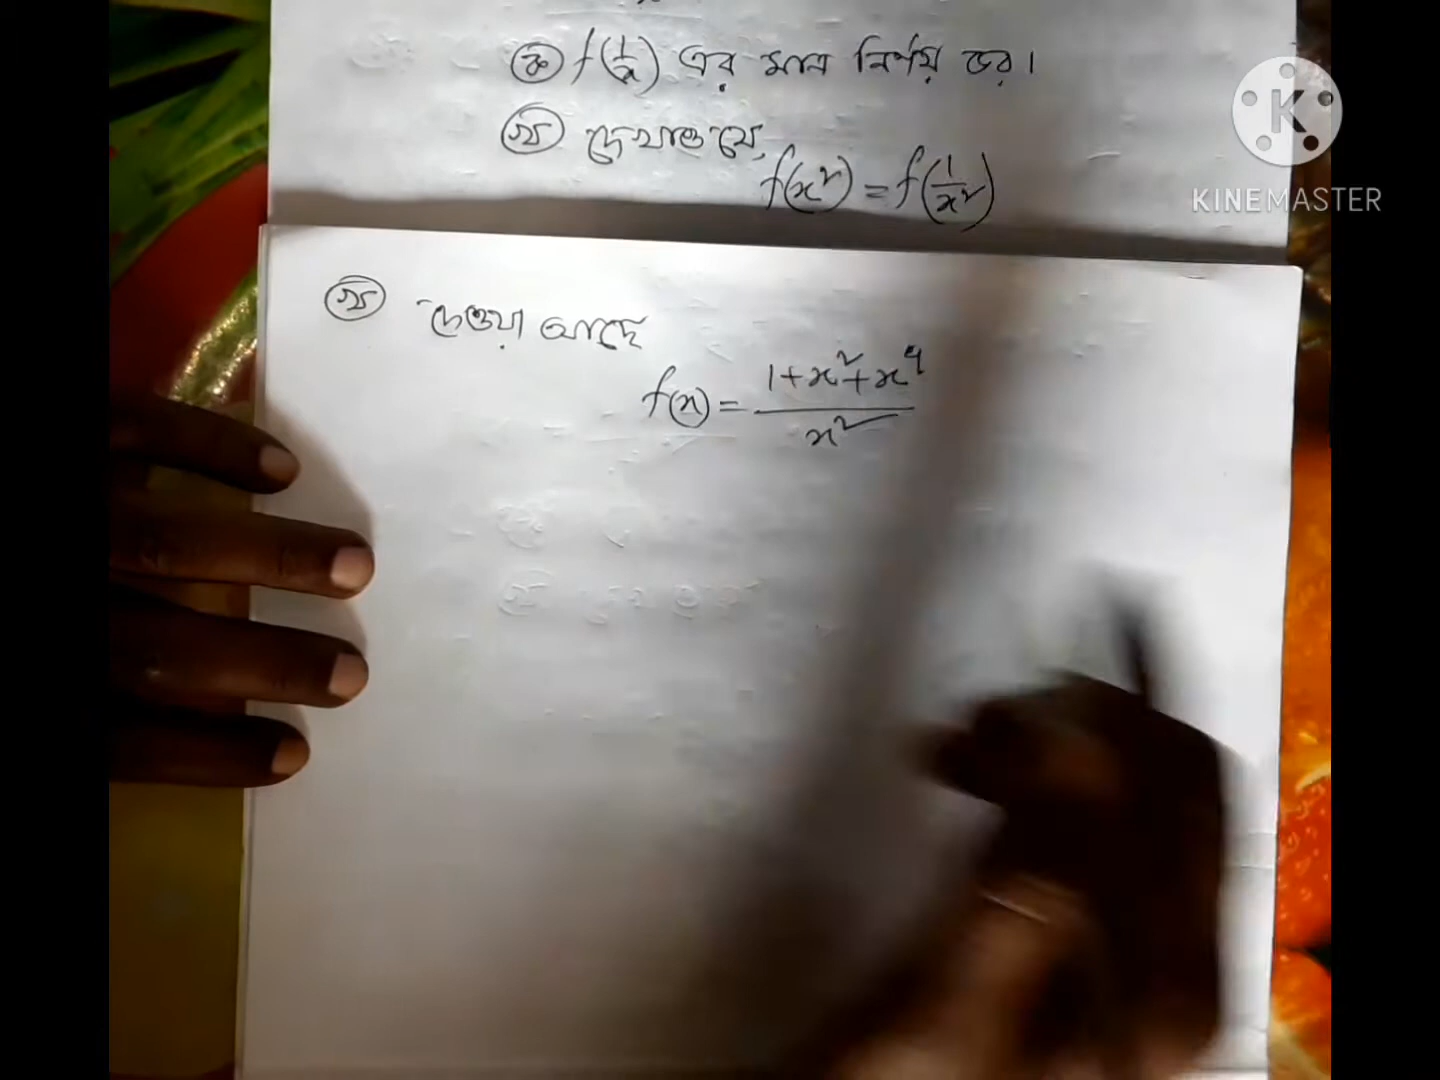 ক f(1/x) এর মান নির্ণয় কর।
খ দেখাও যে,
f(x²) = f(1/x²)
KINEMASTER
খ দেওয়া আছে
f(x) = (1+x²+x⁴)/x²